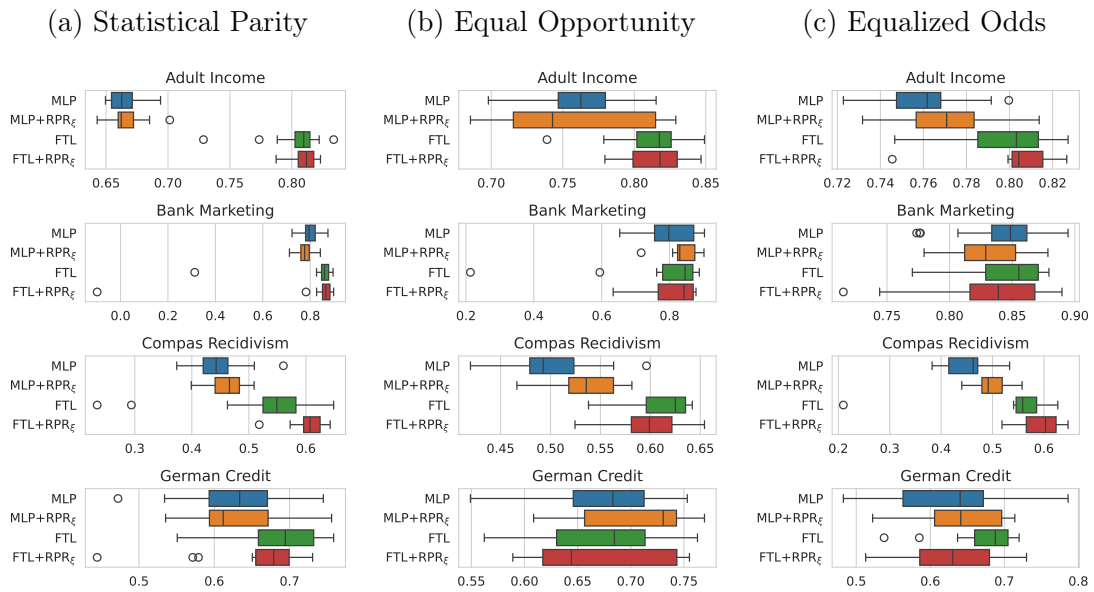 (a) Statistical Parity (b) Equal Opportunity (c) Equalized Odds
Adult Income Adult Income Adult Income
MLP MLP MLP
MLP+RPRξ MLP+RPRξ MLP+RPRξ
FTL FTL FTL
FTL+RPRξ FTL+RPRξ FTL+RPRξ
0.65 0.70 0.75 0.80 0.70 0.75 0.80 0.85 0.72 0.74 0.76 0.78 0.80 0.82
Bank Marketing Bank Marketing Bank Marketing
MLP MLP MLP
MLP+RPRξ MLP+RPRξ MLP+RPRξ
FTL FTL FTL
FTL+RPRξ FTL+RPRξ FTL+RPRξ
0.0 0.2 0.4 0.6 0.8 0.2 0.4 0.6 0.8 0.75 0.80 0.85 0.90
Compas Recidivism Compas Recidivism Compas Recidivism
MLP MLP MLP
MLP+RPRξ MLP+RPRξ MLP+RPRξ
FTL FTL FTL
FTL+RPRξ FTL+RPRξ FTL+RPRξ
0.3 0.4 0.5 0.6 0.45 0.50 0.55 0.60 0.65 0.2 0.3 0.4 0.5 0.6
German Credit German Credit German Credit
MLP MLP MLP
MLP+RPRξ MLP+RPRξ MLP+RPRξ
FTL FTL FTL
FTL+RPRξ FTL+RPRξ FTL+RPRξ
0.5 0.6 0.7 0.55 0.60 0.65 0.70 0.75 0.5 0.6 0.7 0.8